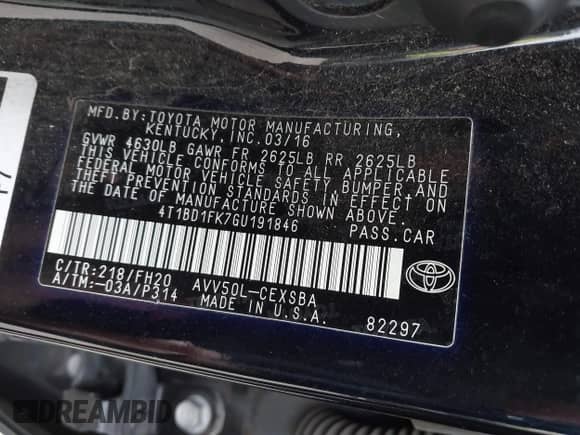 MFD.BY:TOYOTA MOTOR MANUFACTURING,
KENTUCKY, INC. 03/16
GVWR 4630LB GAWR FR 2625LB RR 2625LB
THIS VEHICLE CONFORMS TO ALL APPLICABLE
FEDERAL MOTOR VEHICLE SAFETY, BUMPER, AND
THEFT PREVENTION STANDARDS IN EFFECT ON
THE DATE OF MANUFACTURE SHOWN ABOVE.
4T1BD1FK7GU191846 PASS.CAR
C/TR:218/FH20 AVV50L-CEXSBA
A/TM:-03A/P314 MADE IN U.S.A.
82297
DREAMBID